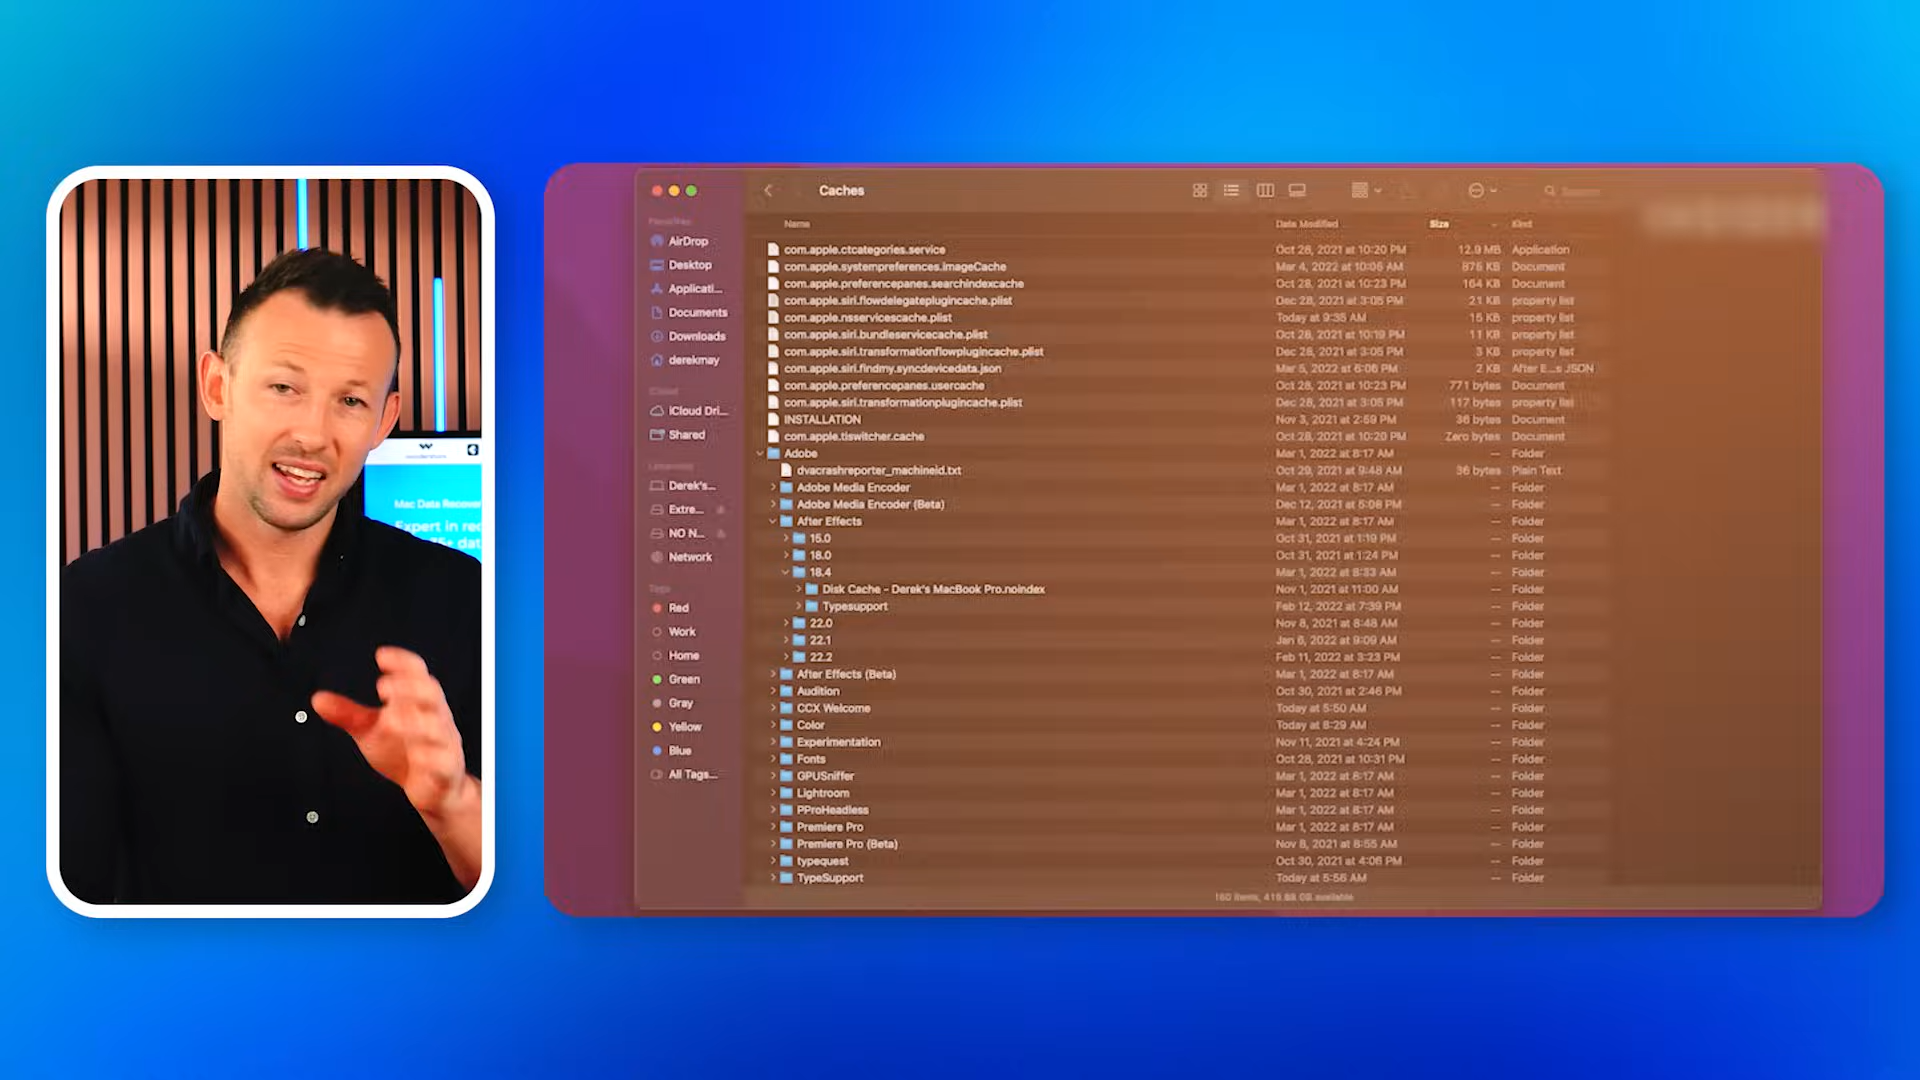 Mac Data Recove
Expert in rec
75+ dat
Caches
Favorites
AirDrop
Desktop
Applicati...
Documents
Downloads
derekmay
iCloud
iCloud Dri...
Shared
Locations
Derek's...
Extre...
NO N...
Network
Tags
Red
Work
Home
Green
Gray
Yellow
Blue
All Tags...
Name Date Modified Size Kind
com.apple.ctcategories.service Oct 28, 2021 at 10:20 PM 12.9 MB Application
com.apple.systempreferences.imageCache Mar 4, 2022 at 10:06 AM 876 KB Document
com.apple.preferencepanes.searchindexcache Oct 28, 2021 at 10:23 PM 164 KB Document
com.apple.siri.flowdelegateplugincache.plist Dec 28, 2021 at 3:05 PM 21 KB property list
com.apple.nsservicescache.plist Today at 9:35 AM 15 KB property list
com.apple.siri.bundleservicecache.plist Oct 28, 2021 at 10:19 PM 11 KB property list
com.apple.siri.transformationflowplugincache.plist Dec 28, 2021 at 3:05 PM 3 KB property list
com.apple.siri.findmy.syncdevicedata.json Mar 5, 2022 at 6:06 PM 2 KB After E...s JSON
com.apple.preferencepanes.usercache Oct 28, 2021 at 10:23 PM 771 bytes Document
com.apple.siri.transformationplugincache.plist Dec 28, 2021 at 3:05 PM 117 bytes property list
INSTALLATION Nov 3, 2021 at 2:59 PM 36 bytes Document
com.apple.tiswitcher.cache Oct 28, 2021 at 10:20 PM Zero bytes Document
Adobe Mar 1, 2022 at 8:17 AM -- Folder
dvacrashreporter_machineid.txt Oct 29, 2021 at 9:48 AM 36 bytes Plain Text
Adobe Media Encoder Mar 1, 2022 at 8:17 AM -- Folder
Adobe Media Encoder (Beta) Dec 12, 2021 at 5:08 PM -- Folder
After Effects Mar 1, 2022 at 8:17 AM -- Folder
15.0 Oct 31, 2021 at 1:19 PM -- Folder
18.0 Oct 31, 2021 at 1:24 PM -- Folder
18.4 Mar 1, 2022 at 8:33 AM -- Folder
Disk Cache - Derek's MacBook Pro.noindex Nov 1, 2021 at 11:00 AM -- Folder
Typesupport Feb 12, 2022 at 7:39 PM -- Folder
22.0 Nov 8, 2021 at 8:48 AM -- Folder
22.1 Jan 6, 2022 at 9:09 AM -- Folder
22.2 Feb 11, 2022 at 3:23 PM -- Folder
After Effects (Beta) Mar 1, 2022 at 8:17 AM -- Folder
Audition Oct 30, 2021 at 2:46 PM -- Folder
CCX Welcome Today at 5:50 AM -- Folder
Color Today at 8:29 AM -- Folder
Experimentation Nov 11, 2021 at 4:24 PM -- Folder
Fonts Oct 28, 2021 at 10:31 PM -- Folder
GPUSniffer Mar 1, 2022 at 8:17 AM -- Folder
Lightroom Mar 1, 2022 at 8:17 AM -- Folder
PProHeadless Mar 1, 2022 at 8:17 AM -- Folder
Premiere Pro Mar 1, 2022 at 8:17 AM -- Folder
Premiere Pro (Beta) Nov 8, 2021 at 8:55 AM -- Folder
typequest Oct 30, 2021 at 4:06 PM -- Folder
TypeSupport Today at 5:56 AM -- Folder
160 items, 419.88 GB available